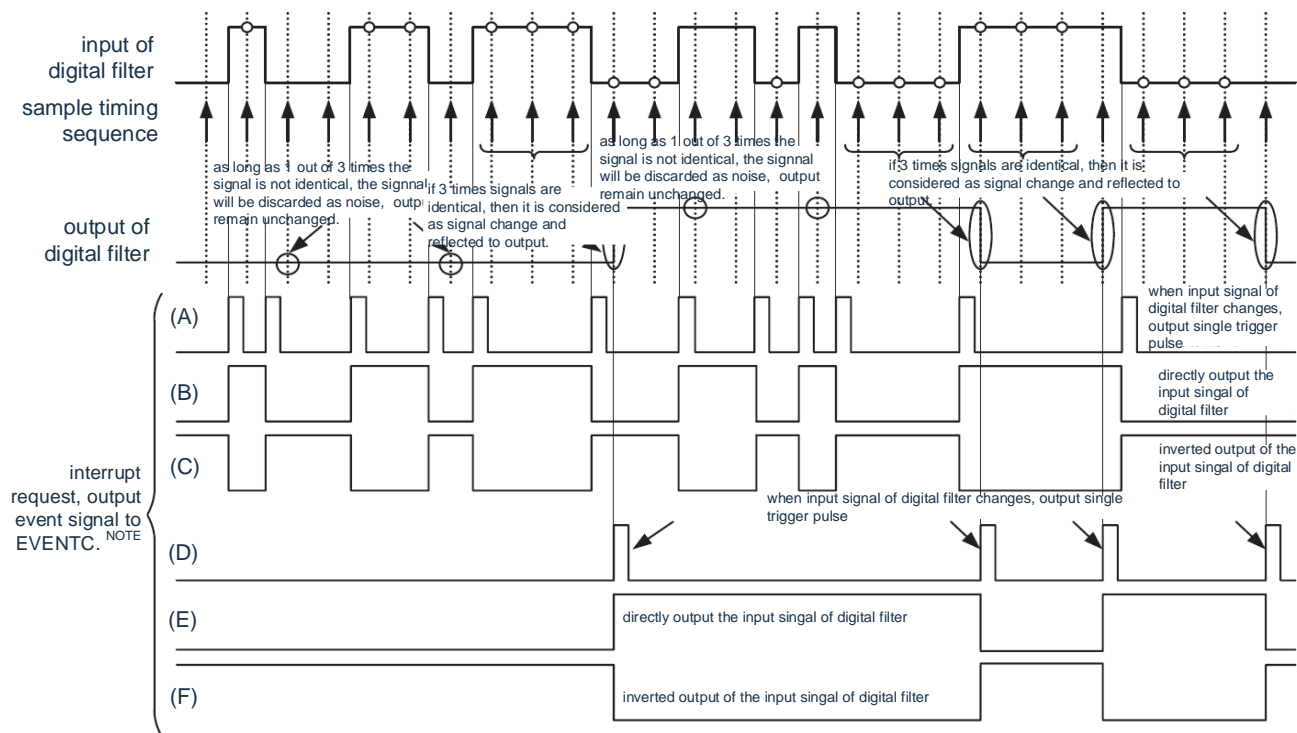 input of
digital filter
sample timing
sequence
as long as 1 out of 3 times the
signal is not identical, the signnal
will be discarded as noise, outp
remain unchanged.
if 3 times signals are
identical, then it is considered
as signal change and
reflected to output.
as long as 1 out of 3 times the
signal is not identical, the signnal
will be discarded as noise, output
remain unchanged.
if 3 times signals are identical, then it is
considered as signal change and reflected to
output.
output of
digital filter
(A)
when input signal of
digital filter changes,
output single trigger
pulse
(B)
directly output the
input singal of
digital filter
(C)
inverted output of the
input singal of digital
filter
interrupt
request, output
event signal to
EVENTC. NOTE
when input signal of digital filter changes, output single
trigger pulse
(D)
(E)
directly output the input singal of digital filter
(F)
inverted output of the input singal of digital filter